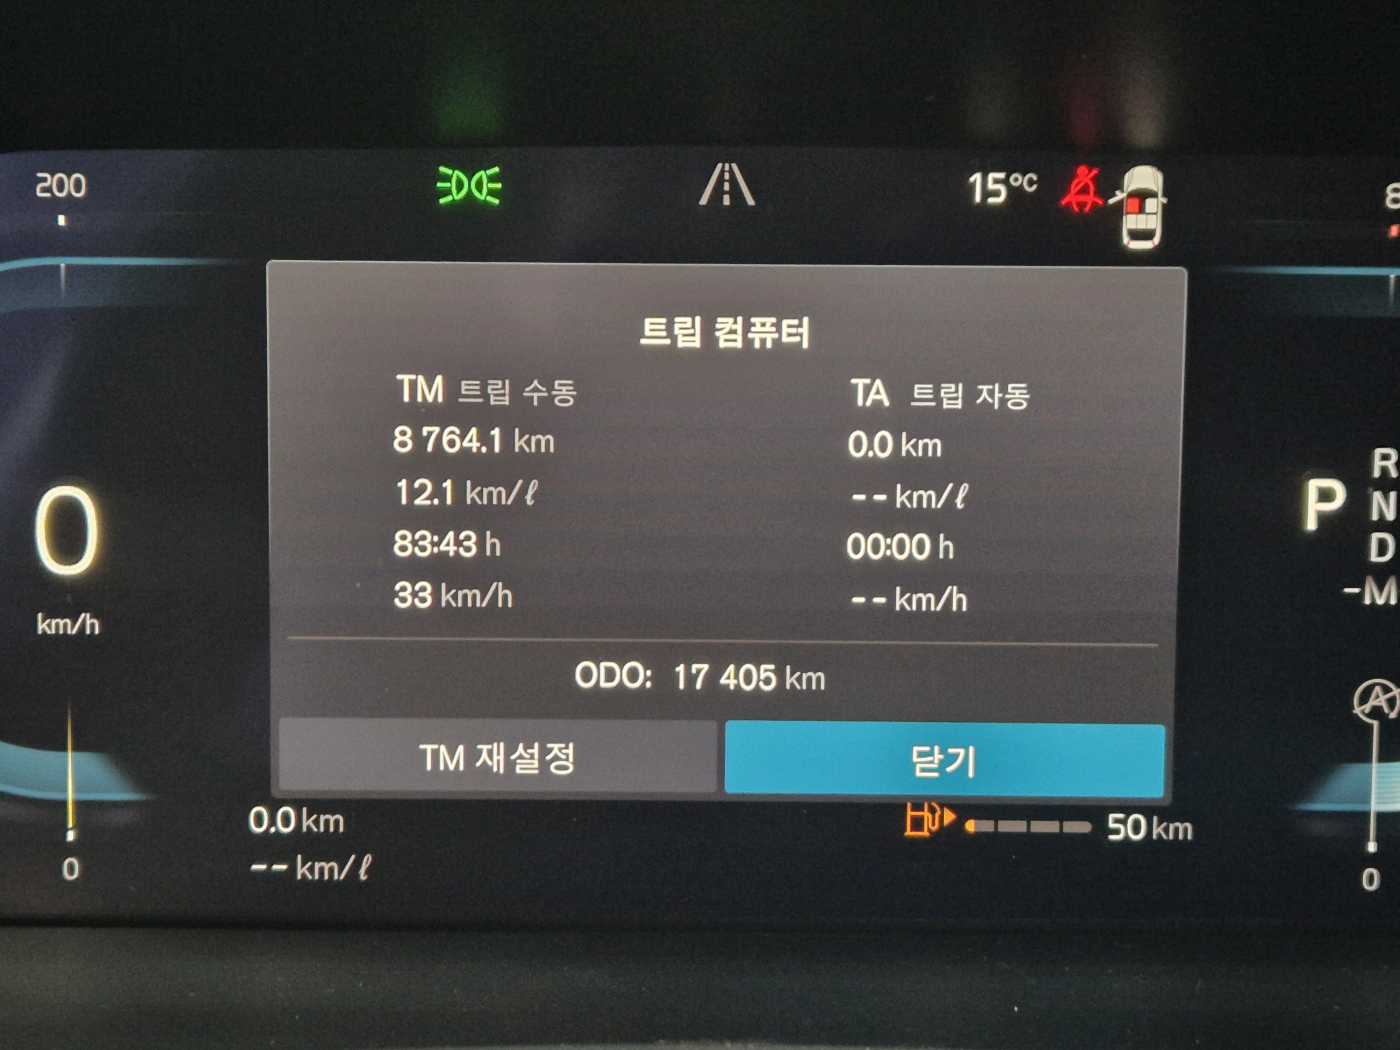 200
15°C
8
트립 컴퓨터
TM 트립 수동
8 764.1 km
12.1 km/ℓ
83:43 h
33 km/h
TA 트립 자동
0.0 km
-- km/ℓ
00:00 h
-- km/h
ODO: 17 405 km
TM 재설정
닫기
0
km/h
0
P
R
N
D
-M
A
0.0 km
-- km/ℓ
50 km
0